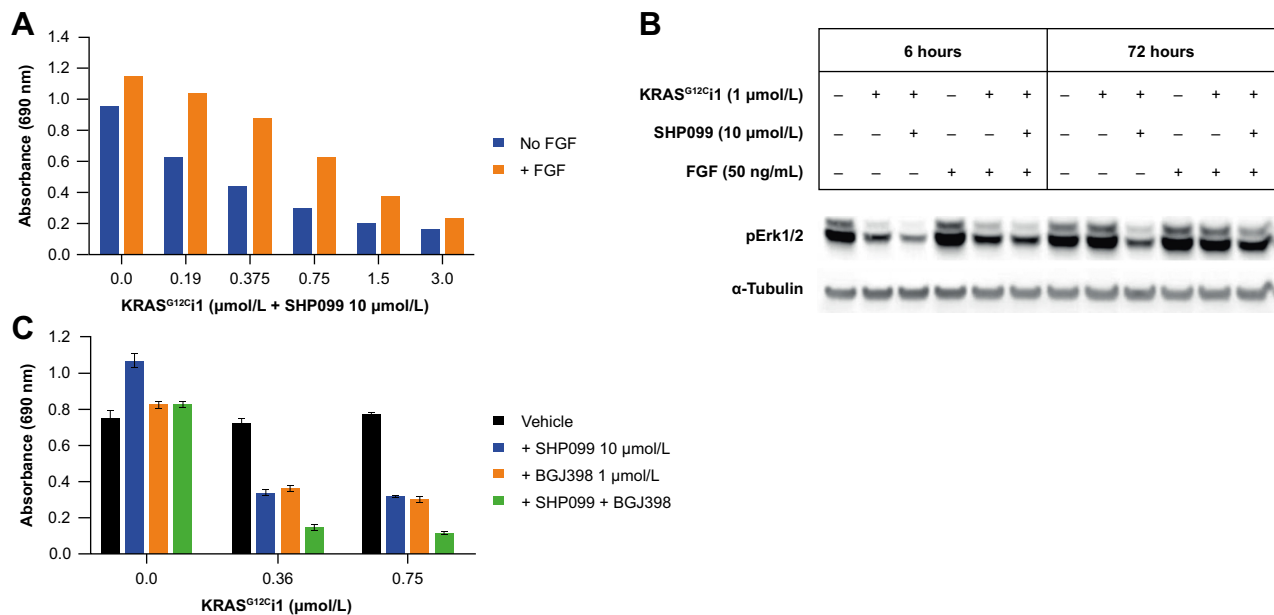 A
Absorbance (690 nm)
1.4
1.2
1.0
0.8
0.6
0.4
0.2
0.0
0.0 0.19 0.375 0.75 1.5 3.0
KRASG12Ci1 (μmol/L + SHP099 10 μmol/L)
No FGF
+ FGF
B
6 hours 72 hours
KRASG12Ci1 (1 μmol/L) – + + – + + – + + – + +
SHP099 (10 μmol/L) – – + – – + – – + – – +
FGF (50 ng/mL) – – – + + + – – – + + +
pErk1/2
α-Tubulin
C
Absorbance (690 nm)
1.2
1.0
0.8
0.6
0.4
0.2
0.0
0.0 0.36 0.75
KRASG12Ci1 (μmol/L)
Vehicle
+ SHP099 10 μmol/L
+ BGJ398 1 μmol/L
+ SHP099 + BGJ398